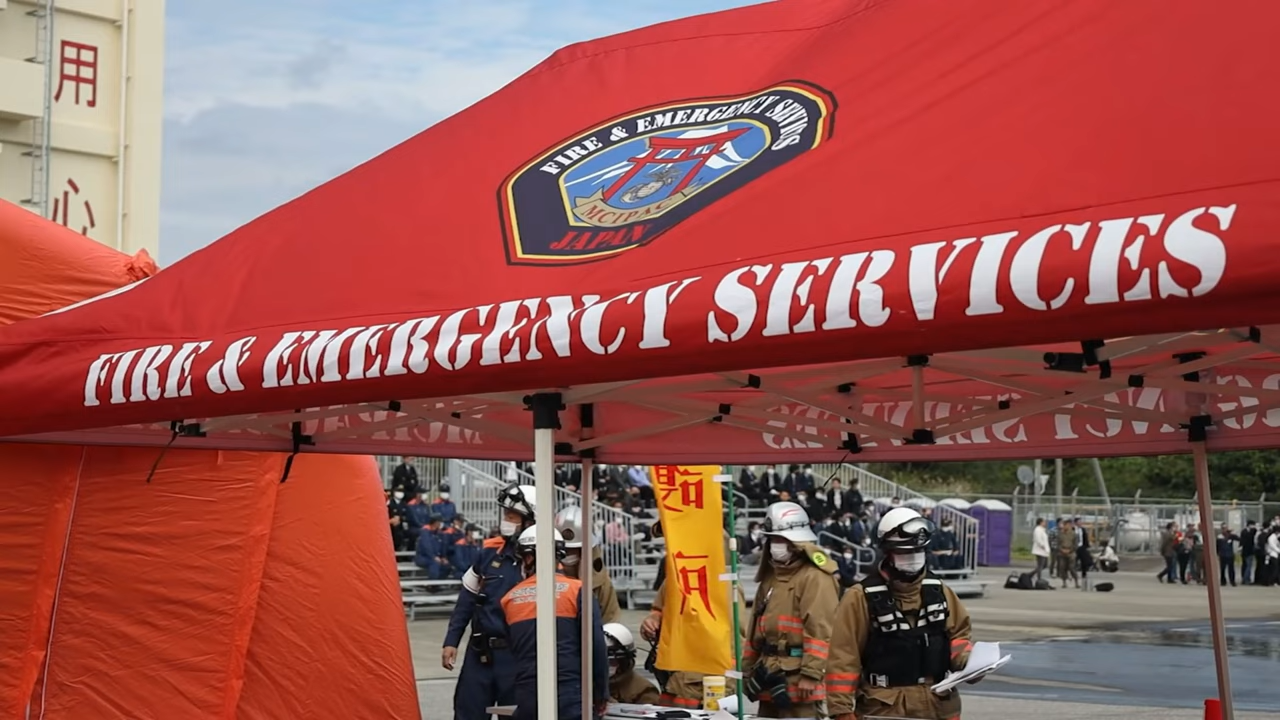 用
心
FIRE & EMERGENCY SERVICES
MCIPAC
JAPAN
FIRE & EMERGENCY SERVICES